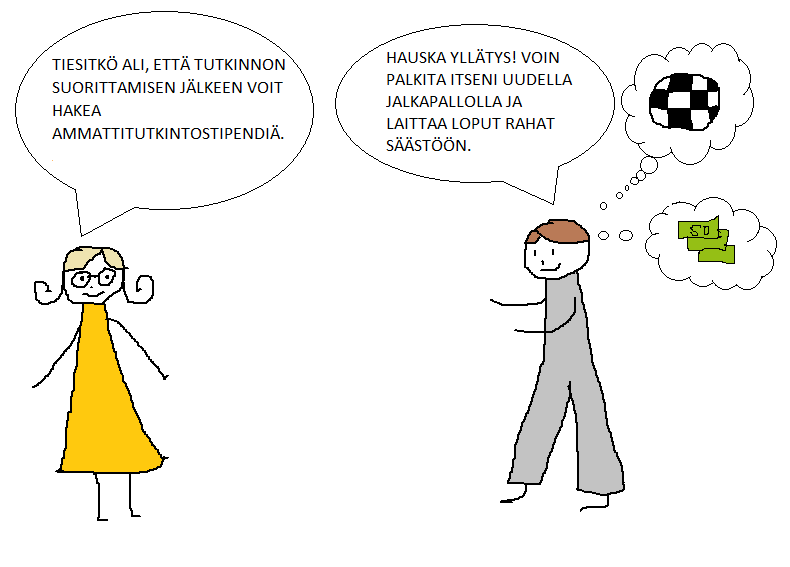 TIESITKÖ ALI, ETTÄ TUTKINNON
SUORITTAMISEN JÄLKEEN VOIT
HAKEA
AMMATTITUTKINTOSTIPENDIÄ.
HAUSKA YLLÄTYS! VOIN
PALKITA ITSENI UUDELLA
JALKAPALLOLLA JA
LAITTAA LOPUT RAHAT
SÄÄSTÖÖN.
50